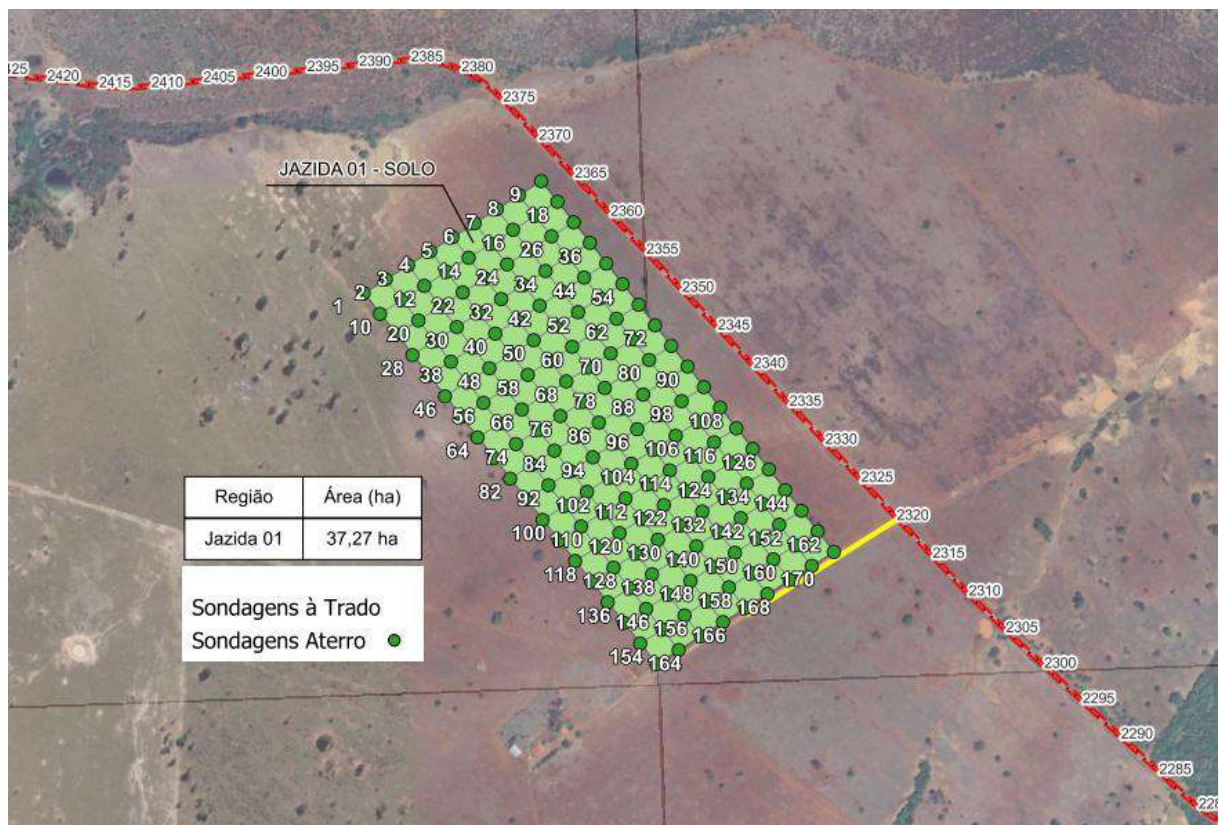 425 2420 2415 2410 2405 2400 2395 2390 2385 2380
2375
2370
2365
2360
2355
2350
2345
2340
2335
2330
2325
2320
2315
2310
2305
2300
2295
2290
2285
228
JAZIDA 01 - SOLO
1 2 3 4 5 6 7 8 9
10 12 14 16 18
20 22 24 26
28 30 32 34 36
38 40 42 44
46 48 50 52 54
56 58 60 62
64 66 68 70 72
74 76 78 80
82 84 86 88 90
92 94 96 98
100 102 104 106 108
110 112 114 116
118 120 122 124 126
128 130 132 134
136 138 140 142 144
146 148 150 152
154 156 158 160 162
164 166 168 170
Região Área (ha)
Jazida 01 37,27 ha
Sondagens à Trado
Sondagens Aterro